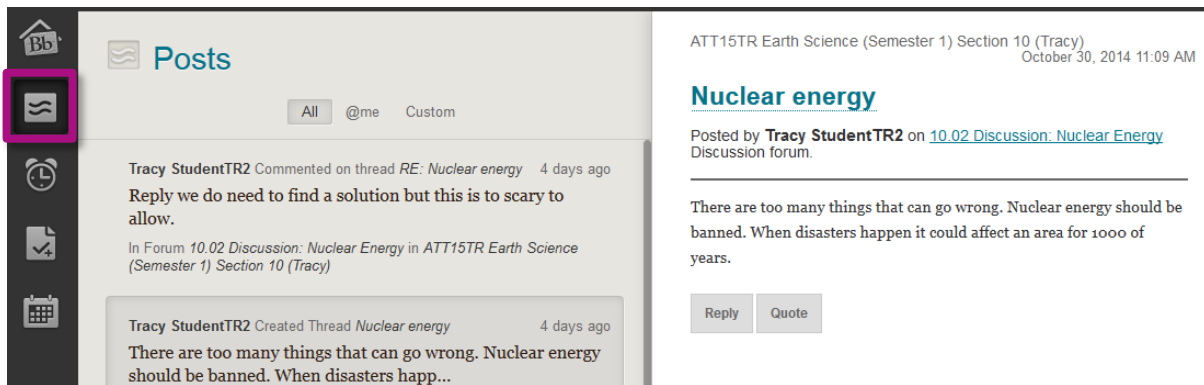 Bb
Posts
All @me Custom
Tracy StudentTR2 Commented on thread RE: Nuclear energy 4 days ago
Reply we do need to find a solution but this is to scary to
allow.
In Forum 10.02 Discussion: Nuclear Energy in ATT15TR Earth Science
(Semester 1) Section 10 (Tracy)
Tracy StudentTR2 Created Thread Nuclear energy 4 days ago
There are too many things that can go wrong. Nuclear energy
should be banned. When disasters happ...
ATT15TR Earth Science (Semester 1) Section 10 (Tracy)
October 30, 2014 11:09 AM
Nuclear energy
Posted by Tracy StudentTR2 on 10.02 Discussion: Nuclear Energy
Discussion forum.
There are too many things that can go wrong. Nuclear energy should be
banned. When disasters happen it could affect an area for 1000 of
years.
Reply Quote